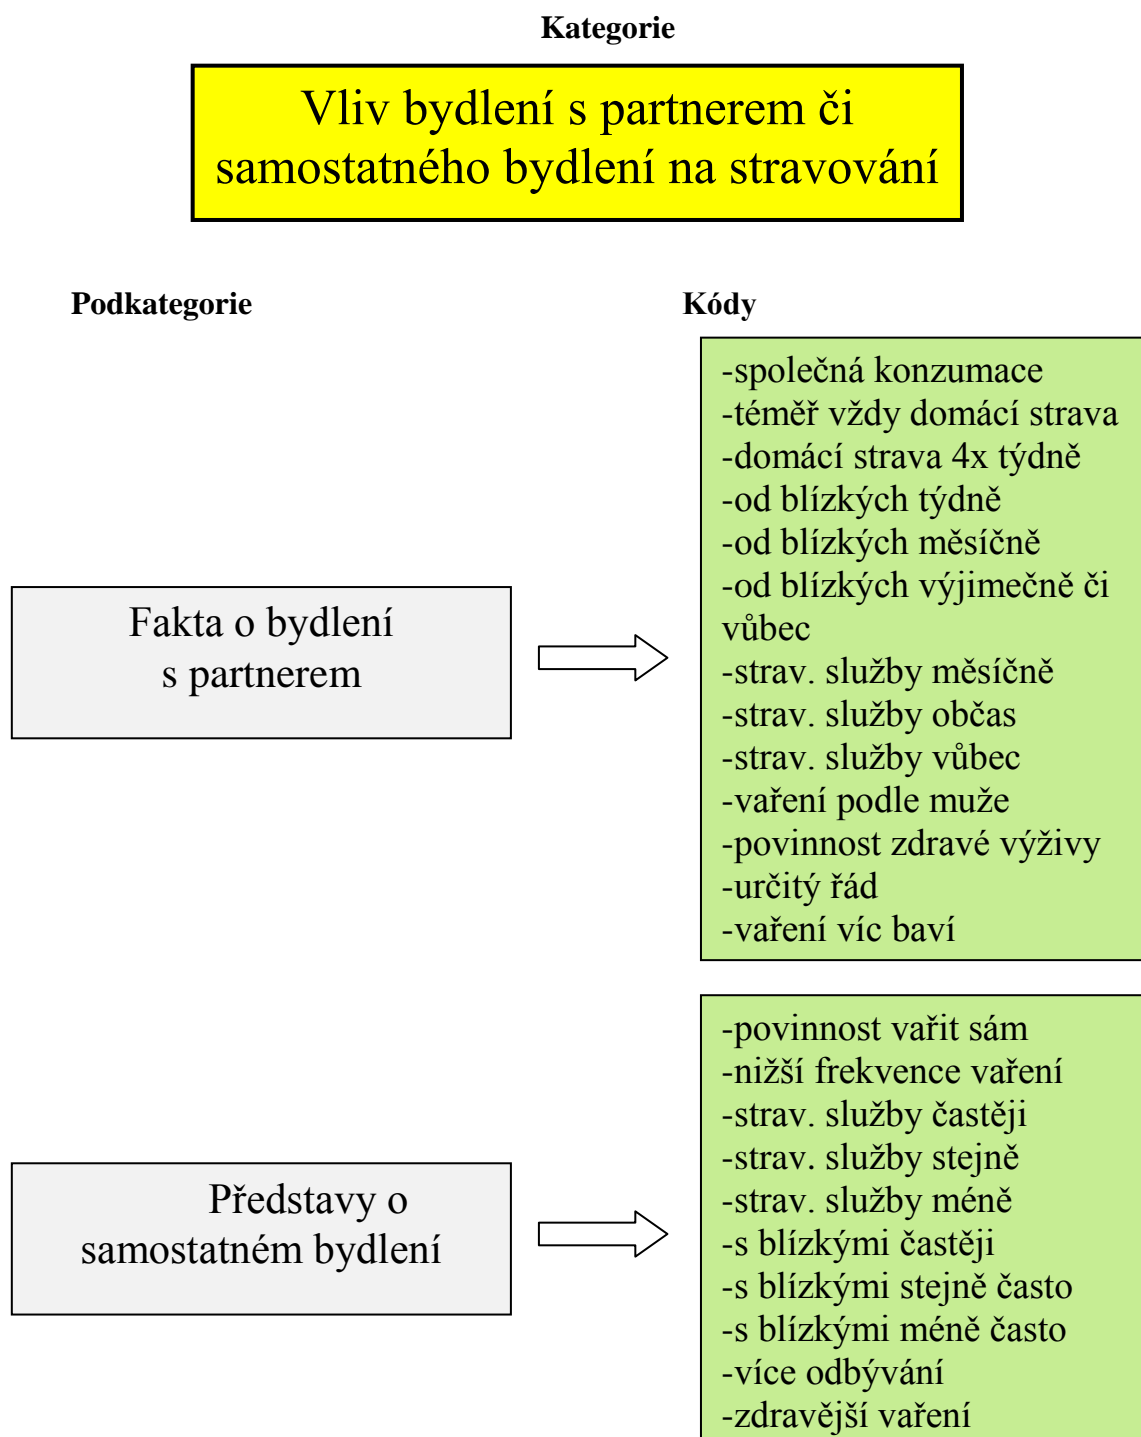 Kategorie
Vliv bydlení s partnerem či
samostatného bydlení na stravování
Podkategorie
Kódy
Fakta o bydlení
s partnerem
-společná konzumace
-téměř vždy domácí strava
-domácí strava 4x týdně
-od blízkých týdně
-od blízkých měsíčně
-od blízkých výjimečně či
vůbec
-strav. služby měsíčně
-strav. služby občas
-strav. služby vůbec
-vaření podle muže
-povinnost zdravé výživy
-určitý řád
-vaření víc baví
Představy o
samostatném bydlení
-povinnost vařit sám
-nižší frekvence vaření
-strav. služby častěji
-strav. služby stejně
-strav. služby méně
-s blízkými častěji
-s blízkými stejně často
-s blízkými méně často
-více odbývání
-zdravější vaření